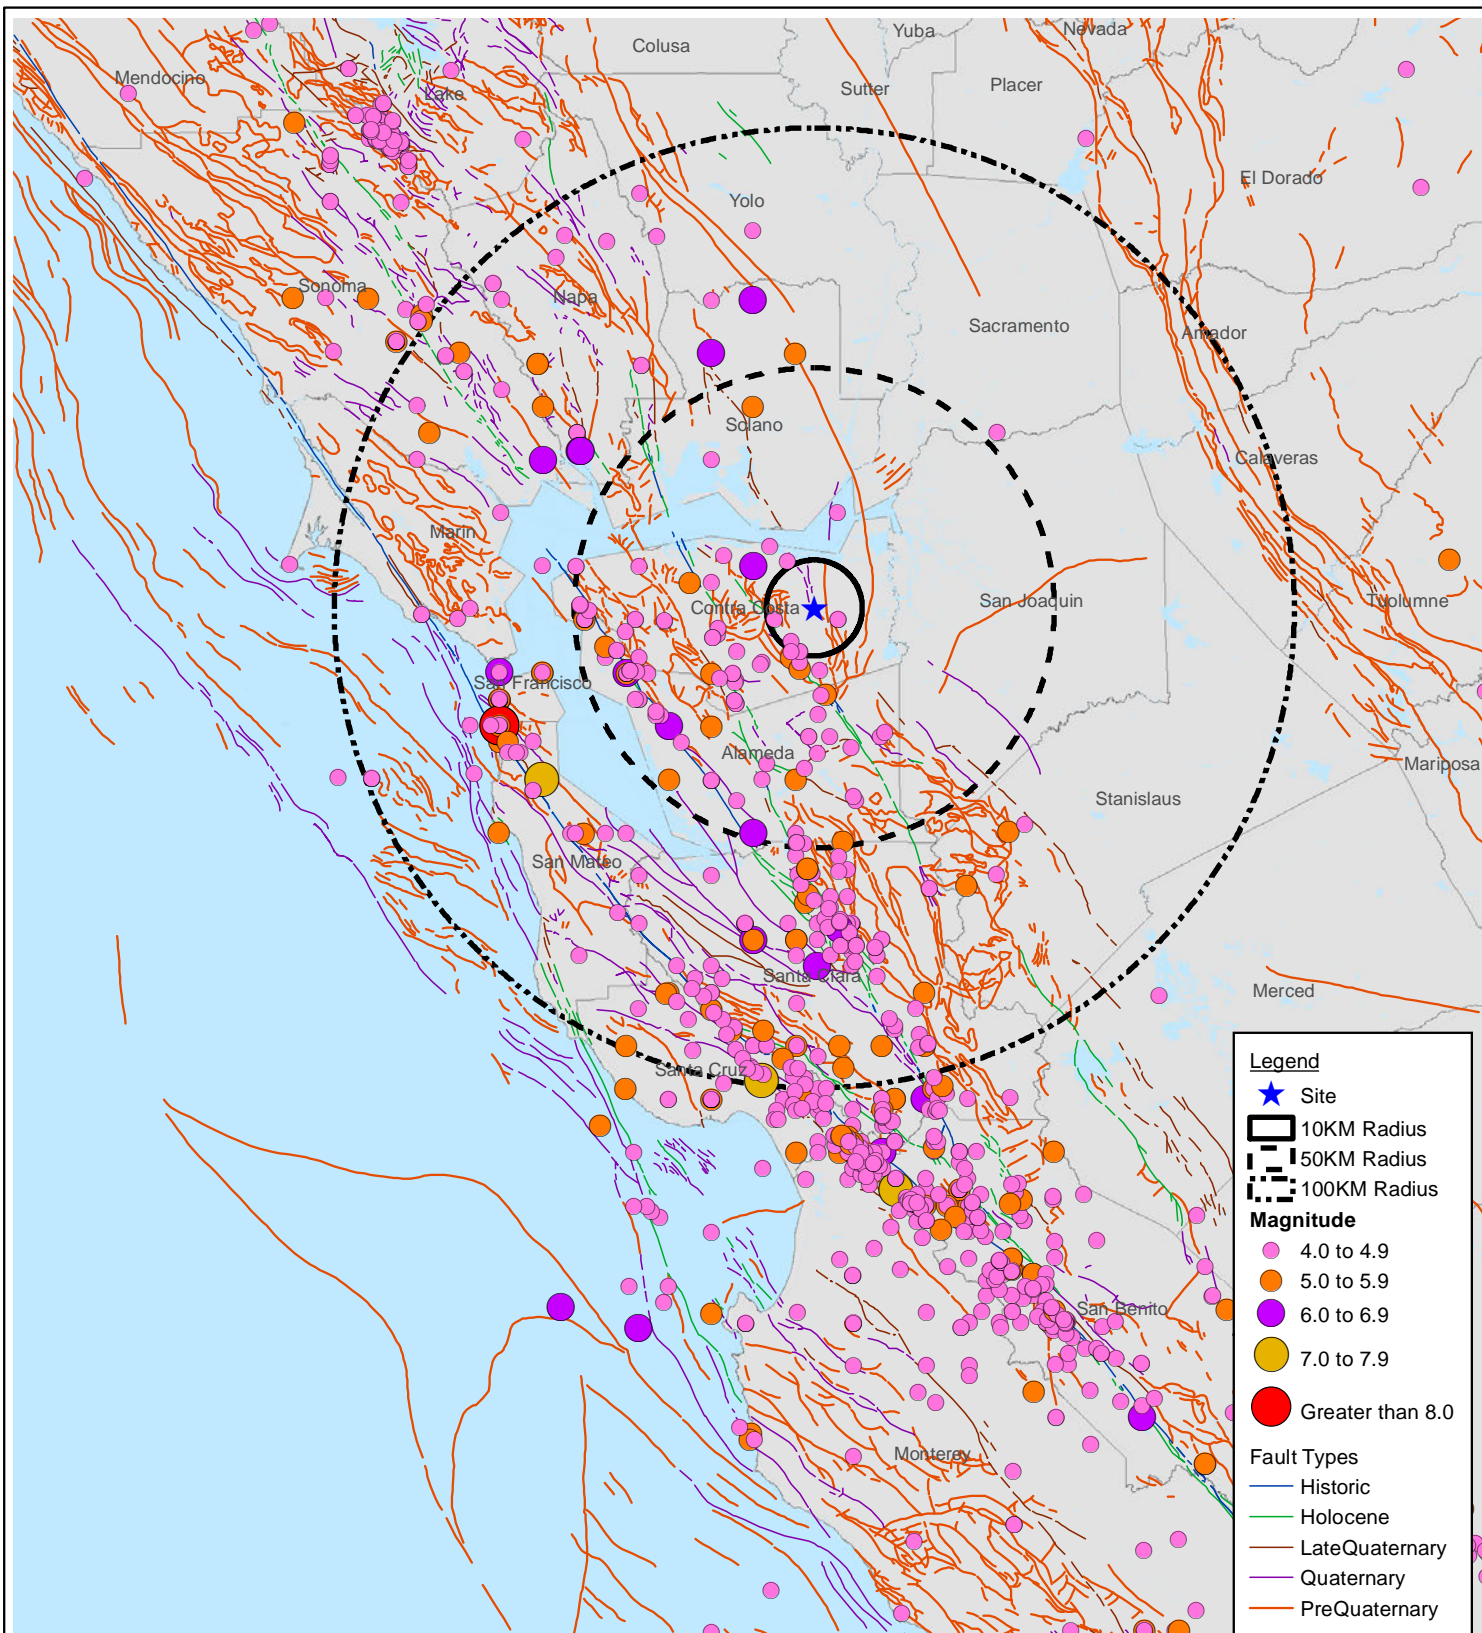 Yuba
Nevada
Colusa
Mendocino
Sutter
Placer
Lake
El Dorado
Yolo
Sonoma
Napa
Sacramento
Amador
Solano
Calaveras
Marin
Contra Costa
San Joaquin
Tuolumne
San Francisco
Alameda
Mariposa
Stanislaus
San Mateo
Santa Clara
Merced
Santa Cruz
San Benito
Monterey
Legend
Site
10KM Radius
50KM Radius
100KM Radius
Magnitude
4.0 to 4.9
5.0 to 5.9
6.0 to 6.9
7.0 to 7.9
Greater than 8.0
Fault Types
Historic
Holocene
LateQuaternary
Quaternary
PreQuaternary